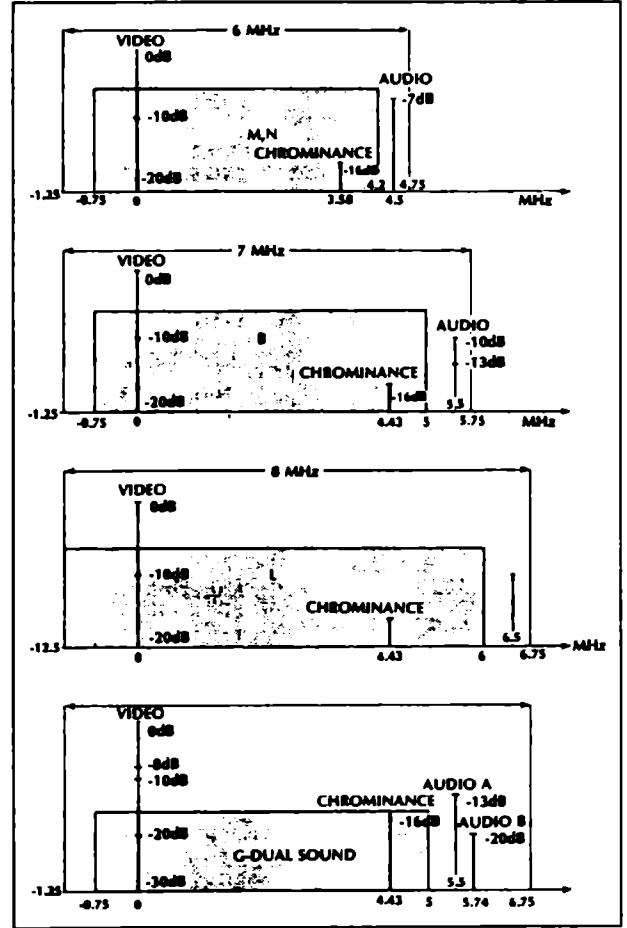 6 MHz
VIDEO
0dB
AUDIO
-7dB
-10dB
M,N
CHROMINANCE
-16dB
-20dB
4.2 4.75
-1.25
-0.75 0 3.58 4.5 MHz
7 MHz
VIDEO
0dB
AUDIO
-10dB B -10dB
-13dB
CHROMINANCE
-16dB
-20dB 5.5
-1.25
-0.75 0 4.43 5 5.75 MHz
8 MHz
VIDEO
0dB
-10dB L
CHROMINANCE
-20dB 6.5
-12.5 MHz
0 6.43 6 6.75
VIDEO
0dB
-8dB
-10dB AUDIO A
CHROMINANCE -13dB
-16dB AUDIO B
-20dB -20dB
G-DUAL SOUND
-30dB 5.5
-1.25
-0.75 0 4.43 5 5.74 6.75